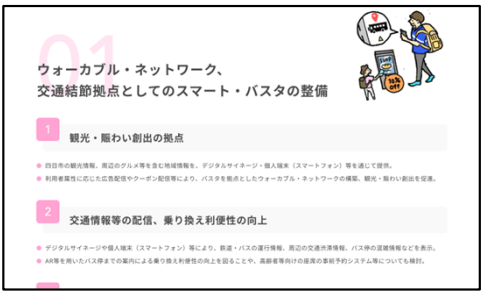 01
ウォーカブル・ネットワーク、
交通結節拠点としてのスマート・バスタの整備
1
観光・賑わい創出の拠点
四日市の観光情報、周辺のグルメ等を含む地域情報を、デジタルサイネージ・個人端末（スマートフォン）等を通じて提供。
利用者属性に応じた広告配信やクーポン配信等により、バスタを拠点としたウォーカブル・ネットワークの構築、観光・賑わい創出を促進。
2
交通情報等の配信、乗り換え利便性の向上
デジタルサイネージや個人端末（スマートフォン）等により、鉄道・バスの運行情報、周辺の交通渋滞情報、バス停の混雑情報などを表示。
AR等を用いたバス停までの案内による乗り換え利便性の向上を図ることや、高齢者等向けの座席の事前予約システム等についても検討。